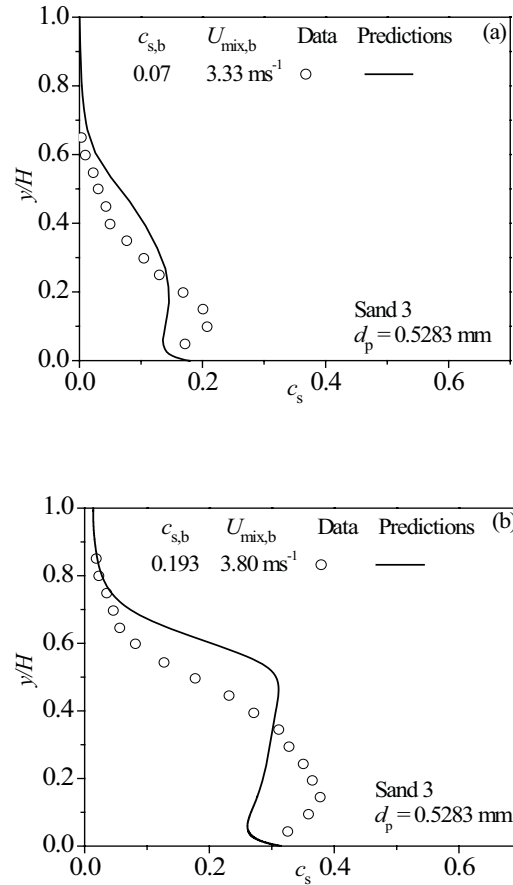 (a)
c_s,b U_mix,b Data Predictions
0.07 3.33 ms^-1
1.0
0.8
0.6
0.4
0.2
0.0
y/H
Sand 3
d_p = 0.5283 mm
0.0 0.2 0.4 0.6
c_s
(b)
c_s,b U_mix,b Data Predictions
0.193 3.80 ms^-1
1.0
0.8
0.6
0.4
0.2
0.0
y/H
Sand 3
d_p = 0.5283 mm
0.0 0.2 0.4 0.6
c_s